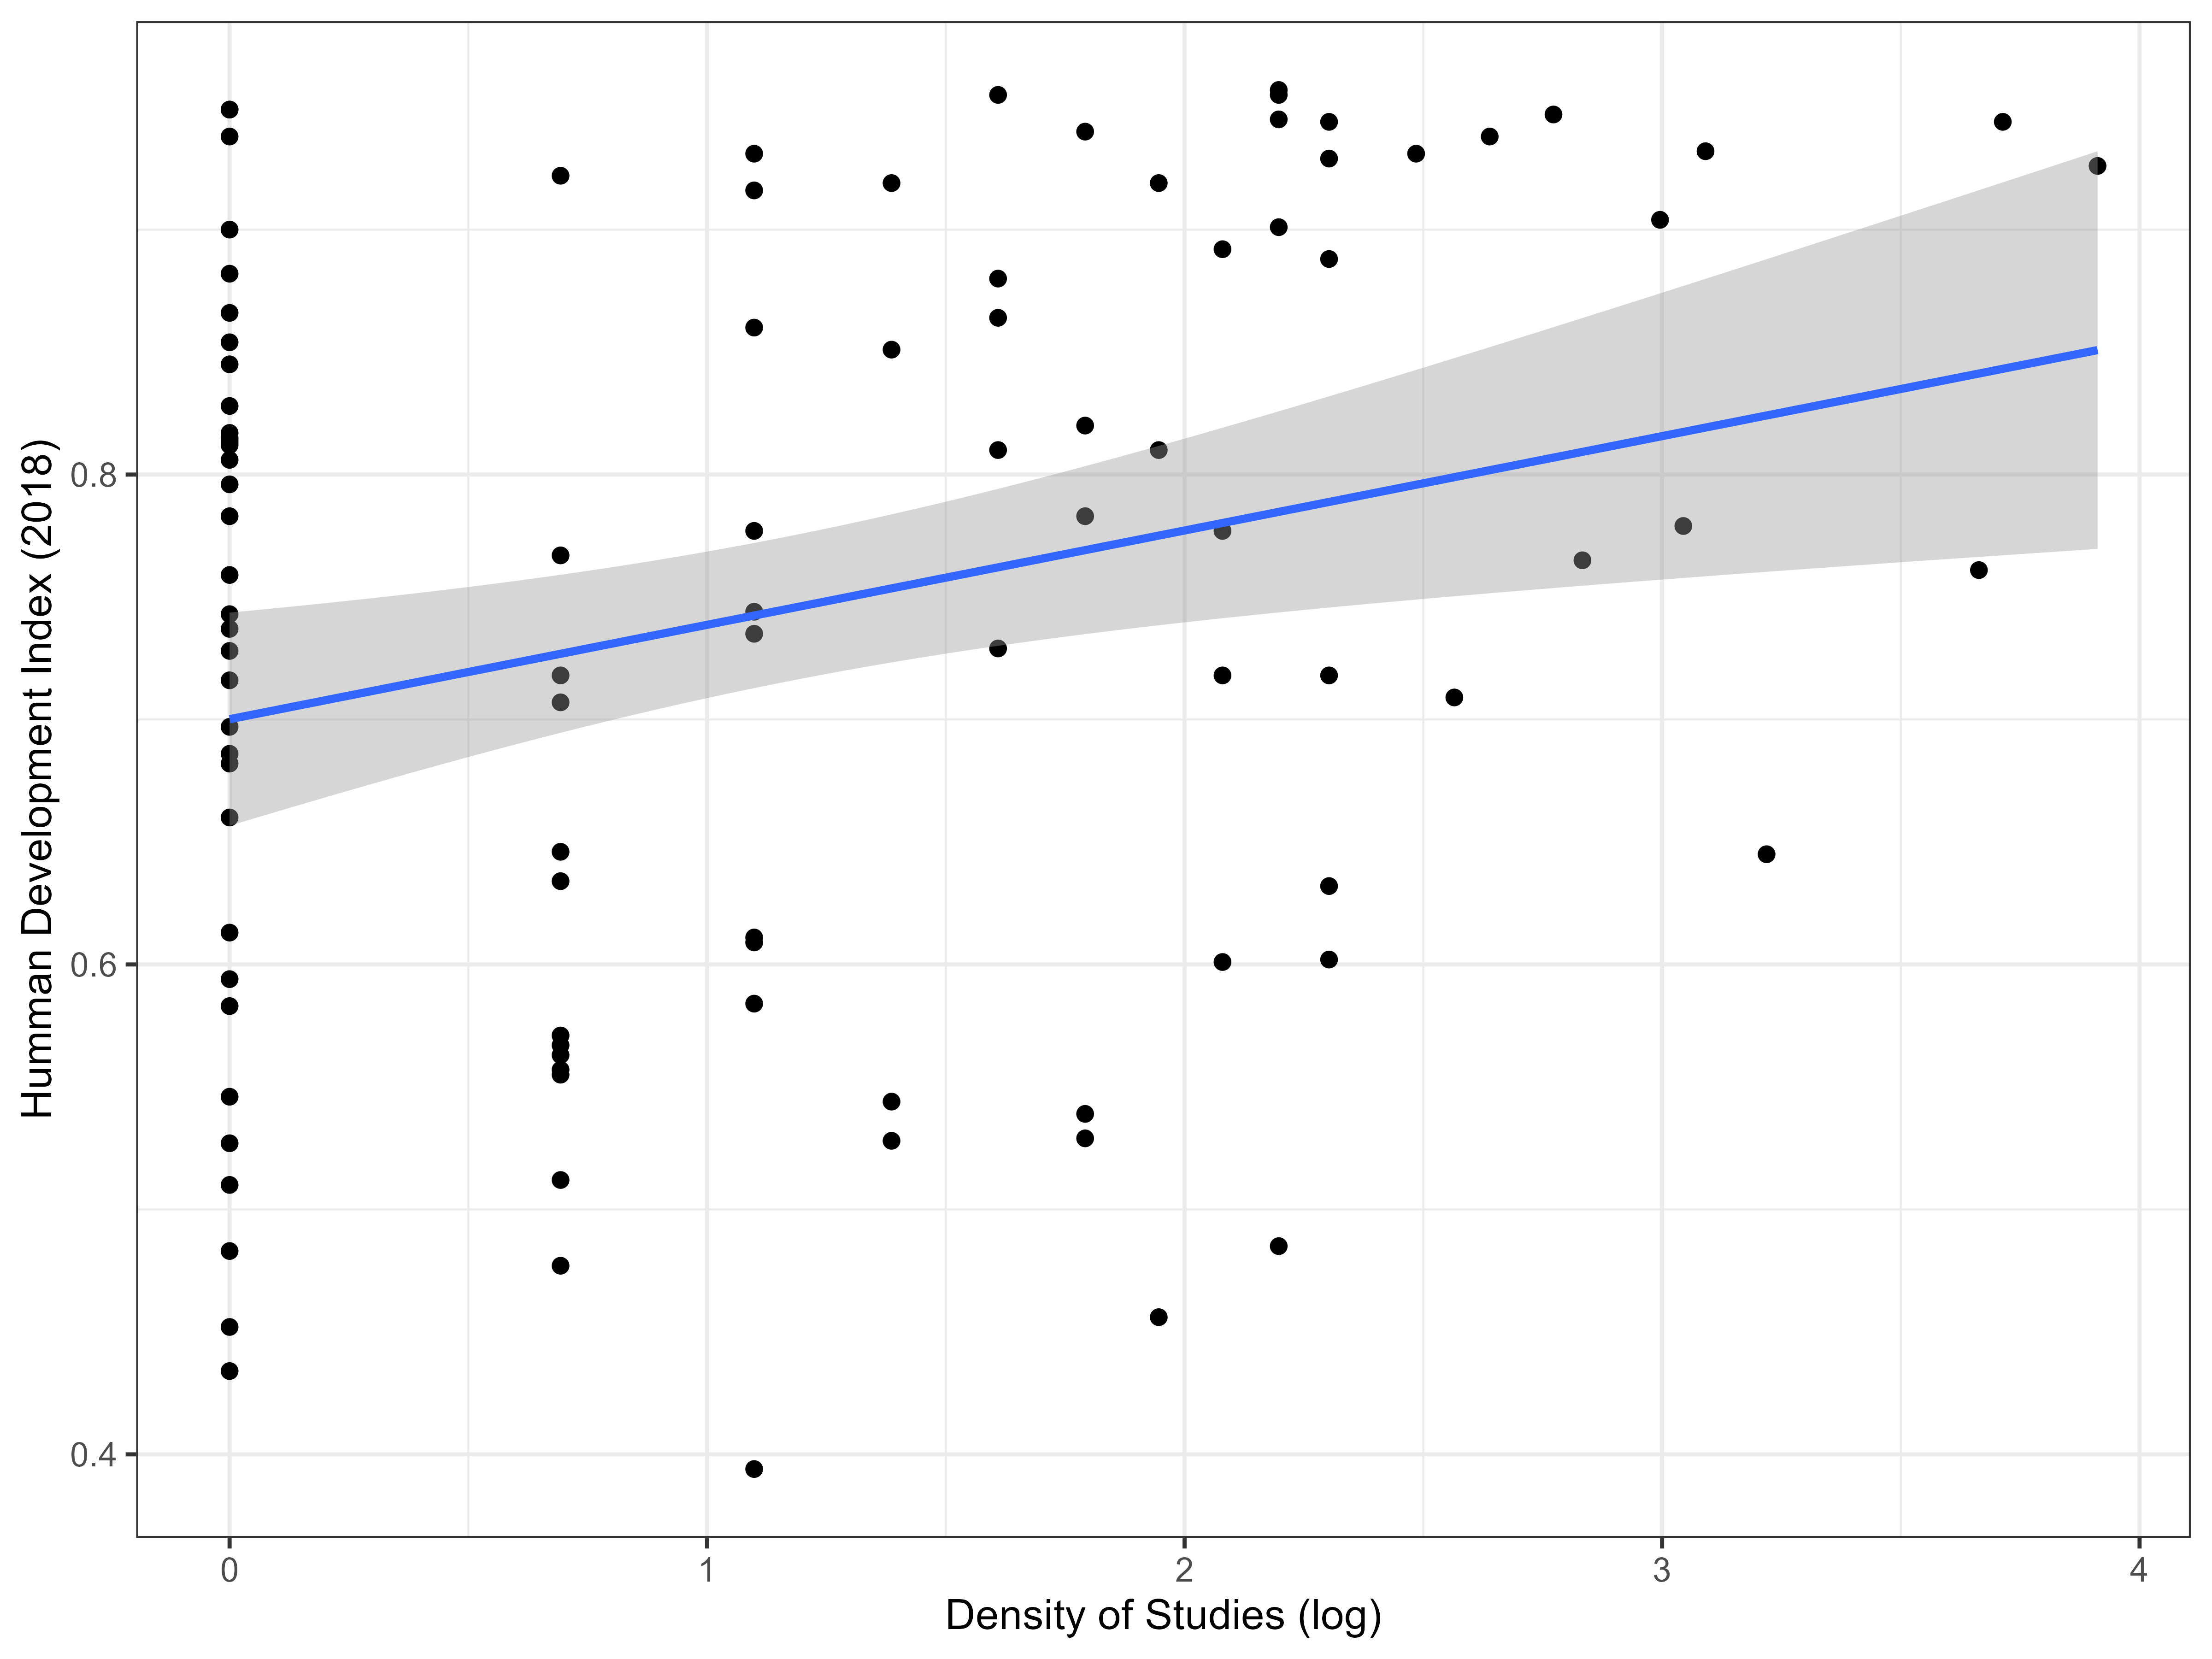 Humman Development Index (2018)
0.8
0.6
0.4
0 1 2 3 4
Density of Studies (log)